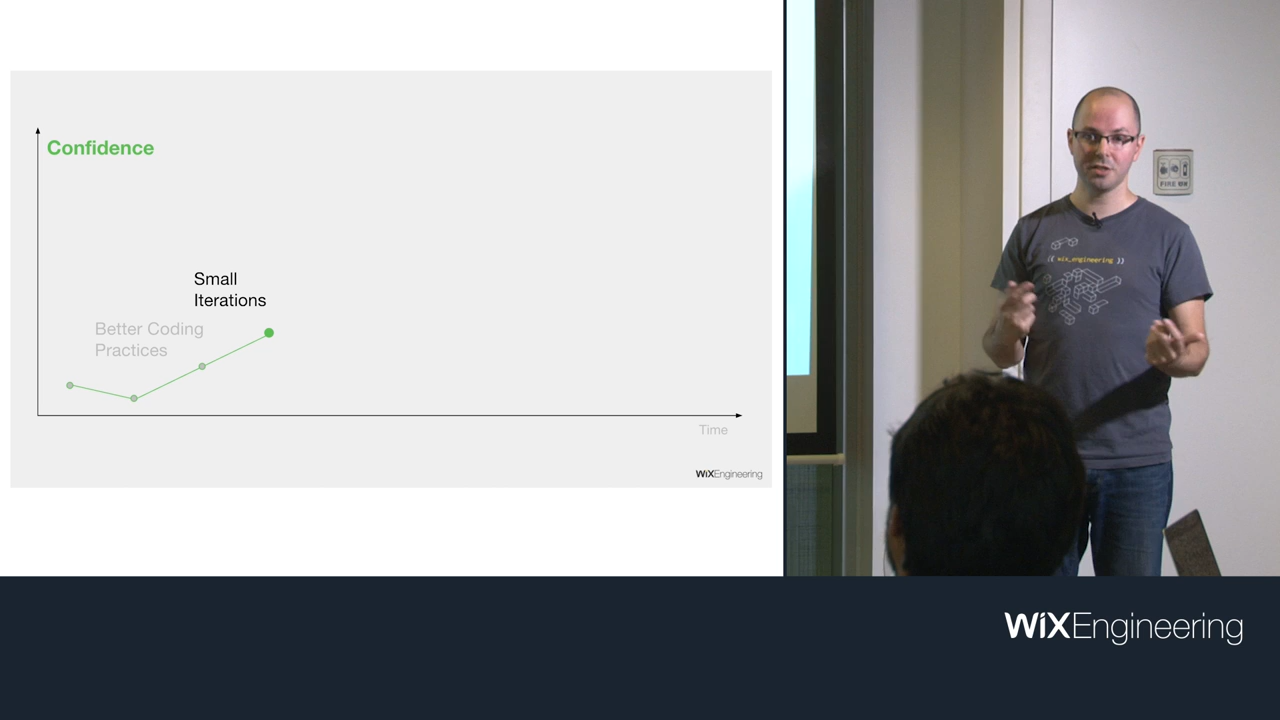 Confidence
Small
Iterations
Better Coding
Practices
Time
WiXEngineering
{{ wix_engineering }}
FIRE
WiXEngineering